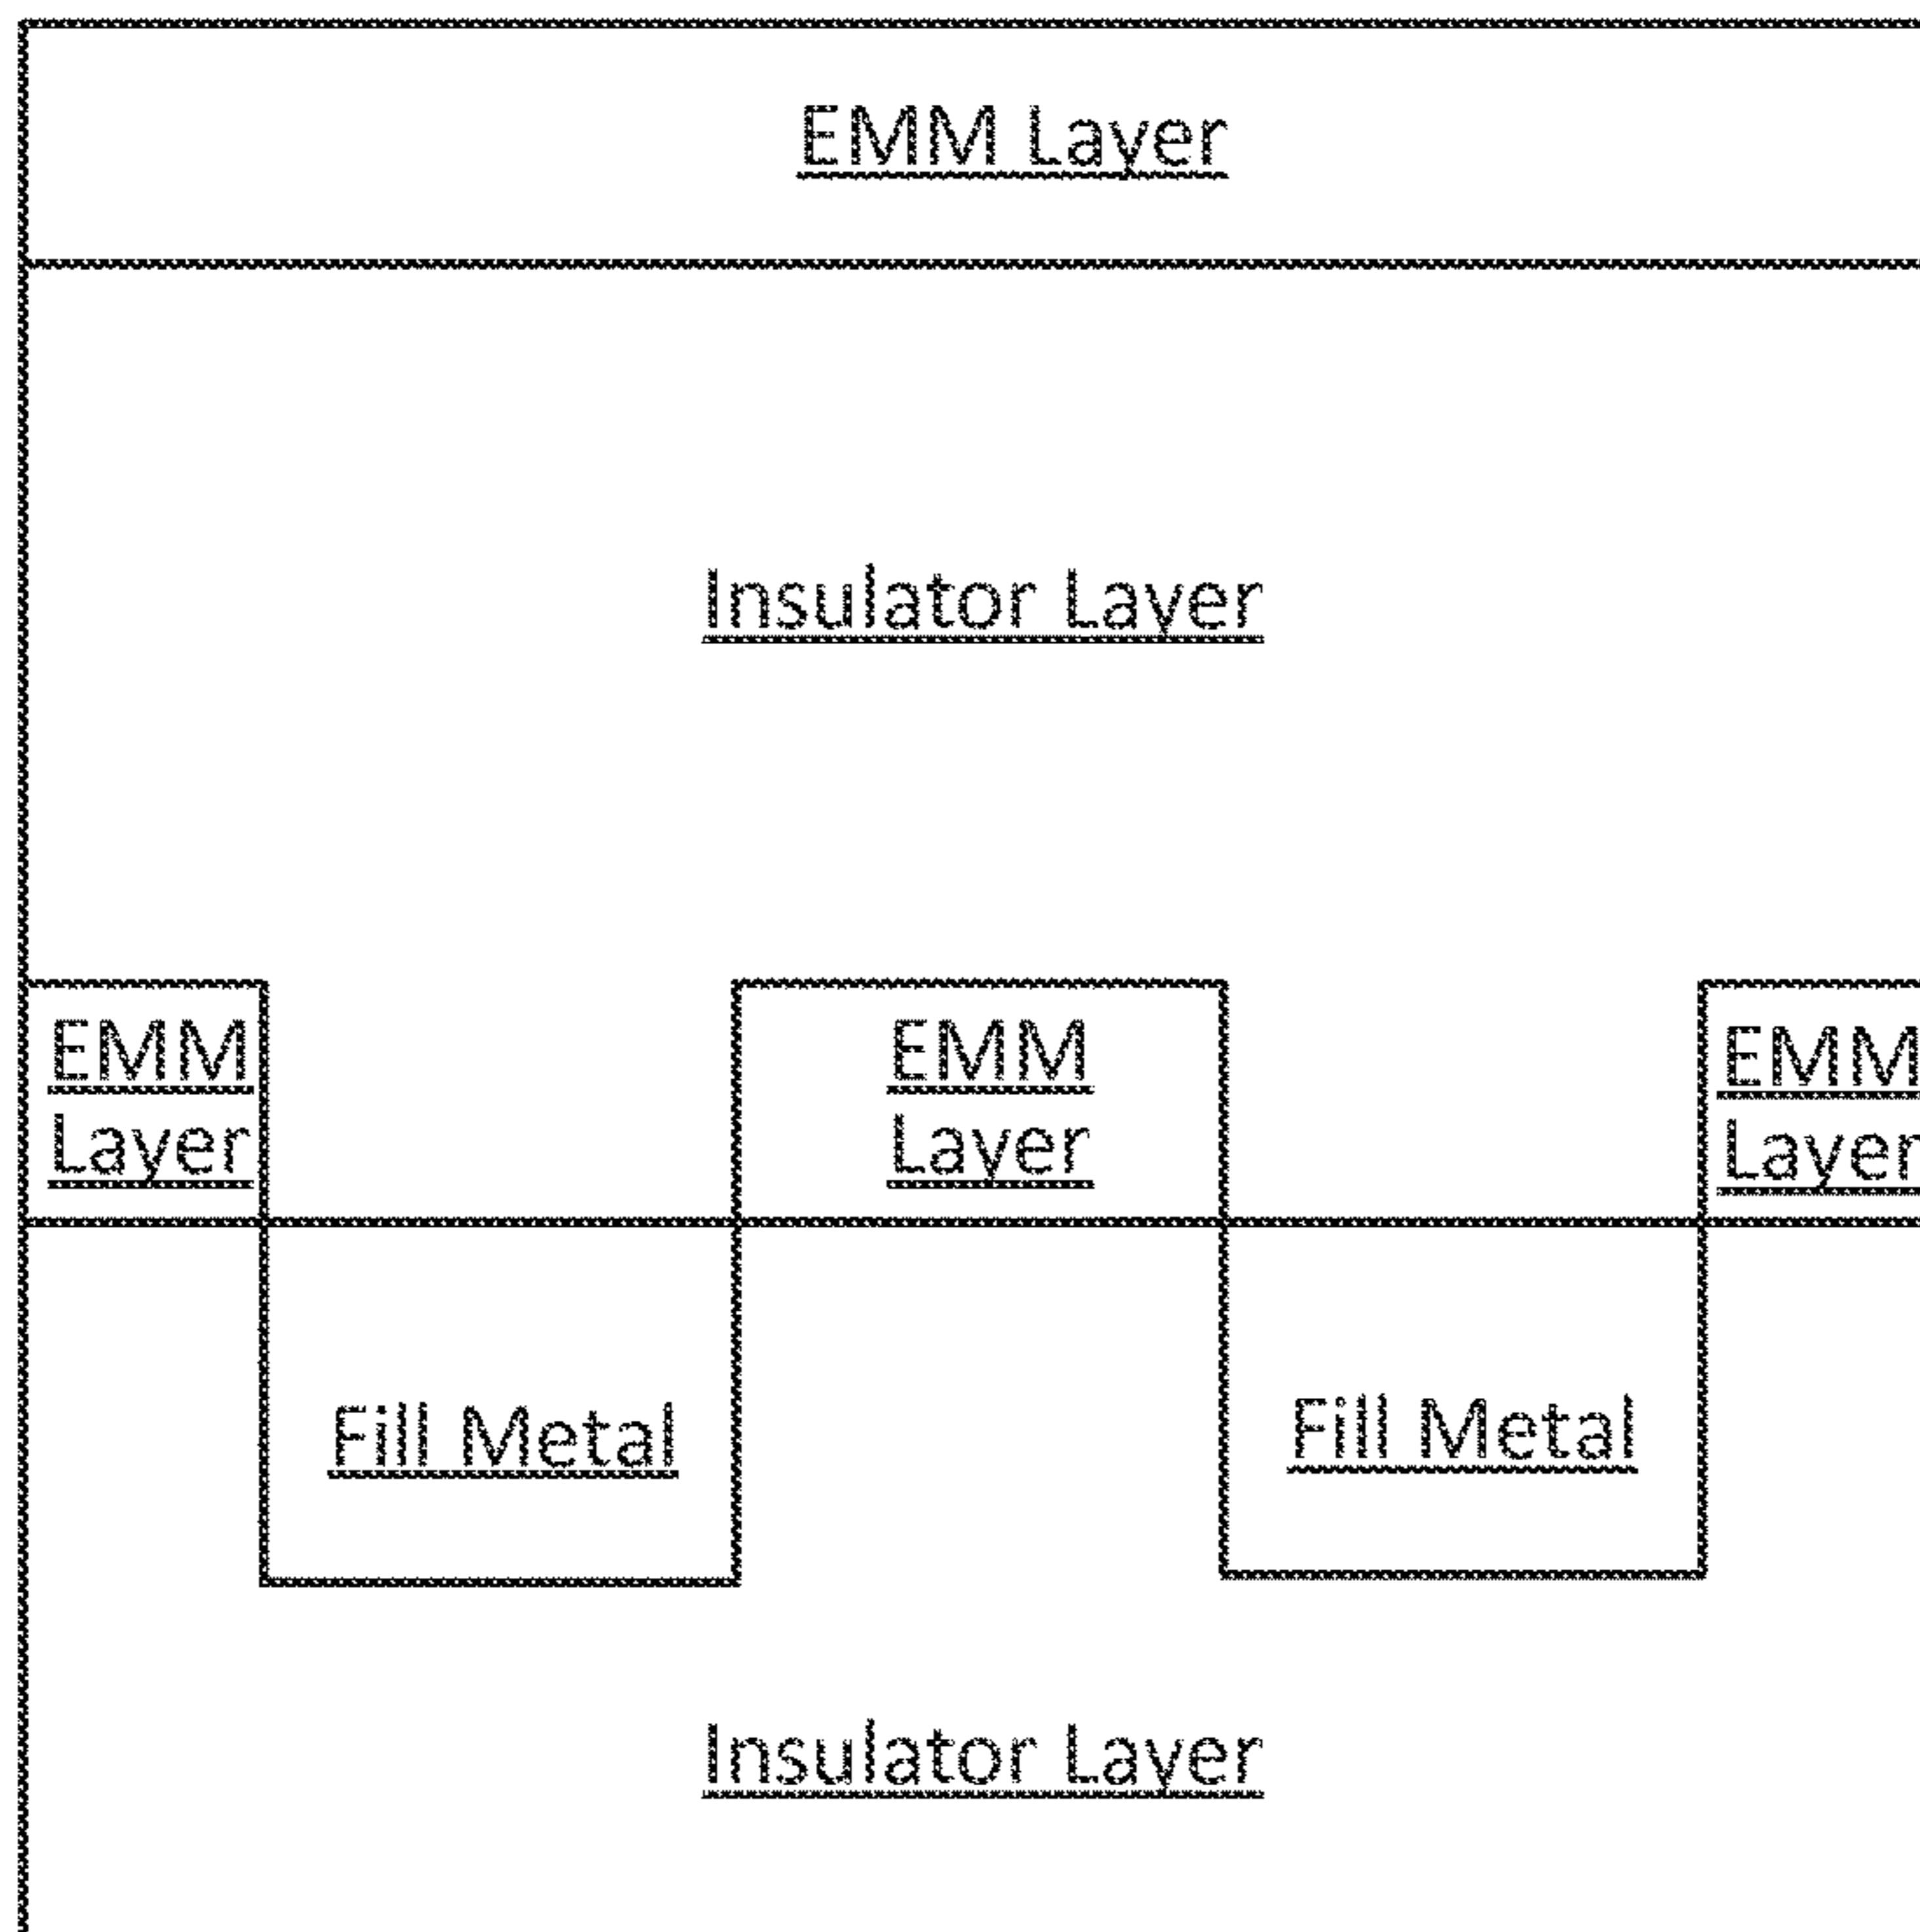 EMM Layer
Insulator Layer
EMM
Layer
EMM
Layer
EMM
Layer
Fill Metal
Fill Metal
Insulator Layer